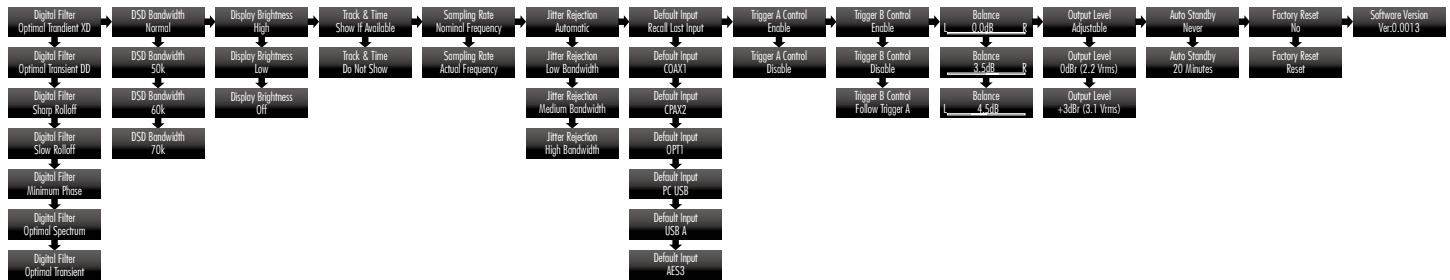 Digital Filter
Optimal Transient XD
DSD Bandwidth
Normal
Display Brightness
High
Track & Time
Show If Available
Sampling Rate
Nominal Frequency
Jitter Rejection
Automatic
Default Input
Recall Last Input
Trigger A Control
Enable
Trigger B Control
Enable
Balance
L 0.0dB R
Output Level
Adjustable
Auto Standby
Never
Factory Reset
No
Software Version
Ver:0.0013
Digital Filter
Optimal Transient DD
DSD Bandwidth
50k
Display Brightness
Low
Track & Time
Do Not Show
Sampling Rate
Actual Frequency
Jitter Rejection
Low Bandwidth
Default Input
COAX1
Trigger A Control
Disable
Trigger B Control
Disable
Balance
3.5dB R
Output Level
0dBr (2.2 Vrms)
Auto Standby
20 Minutes
Factory Reset
Reset
Digital Filter
Sharp Rolloff
DSD Bandwidth
60k
Display Brightness
Off
Jitter Rejection
Medium Bandwidth
Default Input
CPAX2
Trigger B Control
Follow Trigger A
Balance
L 4.5dB
Output Level
+3dBr (3.1 Vrms)
Digital Filter
Slow Rolloff
DSD Bandwidth
70k
Jitter Rejection
High Bandwidth
Default Input
OPT1
Digital Filter
Minimum Phase
Default Input
PC USB
Digital Filter
Optimal Spectrum
Default Input
USB A
Digital Filter
Optimal Transient
Default Input
AES3